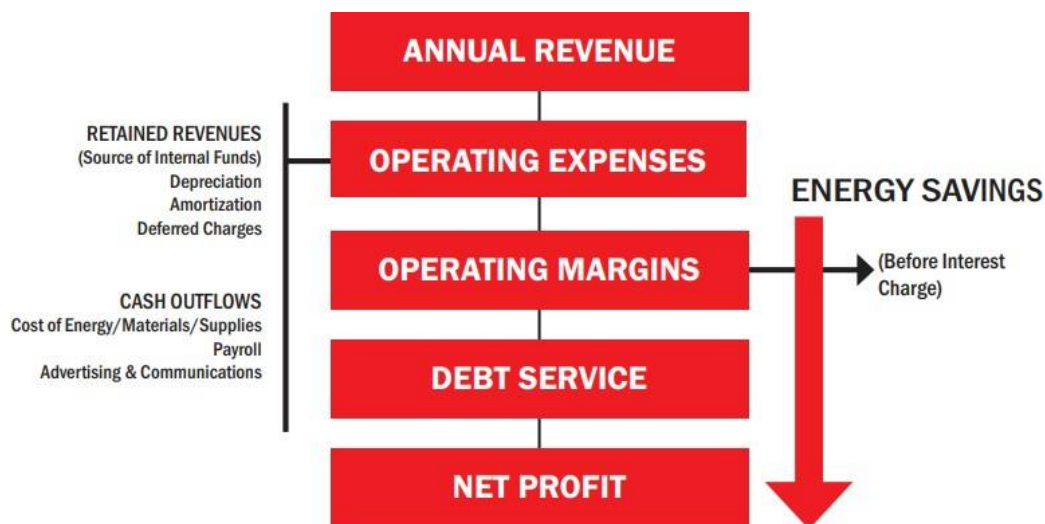 ANNUAL REVENUE
RETAINED REVENUES
(Source of Internal Funds)
Depreciation
Amortization
Deferred Charges
OPERATING EXPENSES
ENERGY SAVINGS
OPERATING MARGINS
(Before Interest
Charge)
CASH OUTFLOWS
Cost of Energy/Materials/Supplies
Payroll
Advertising & Communications
DEBT SERVICE
NET PROFIT